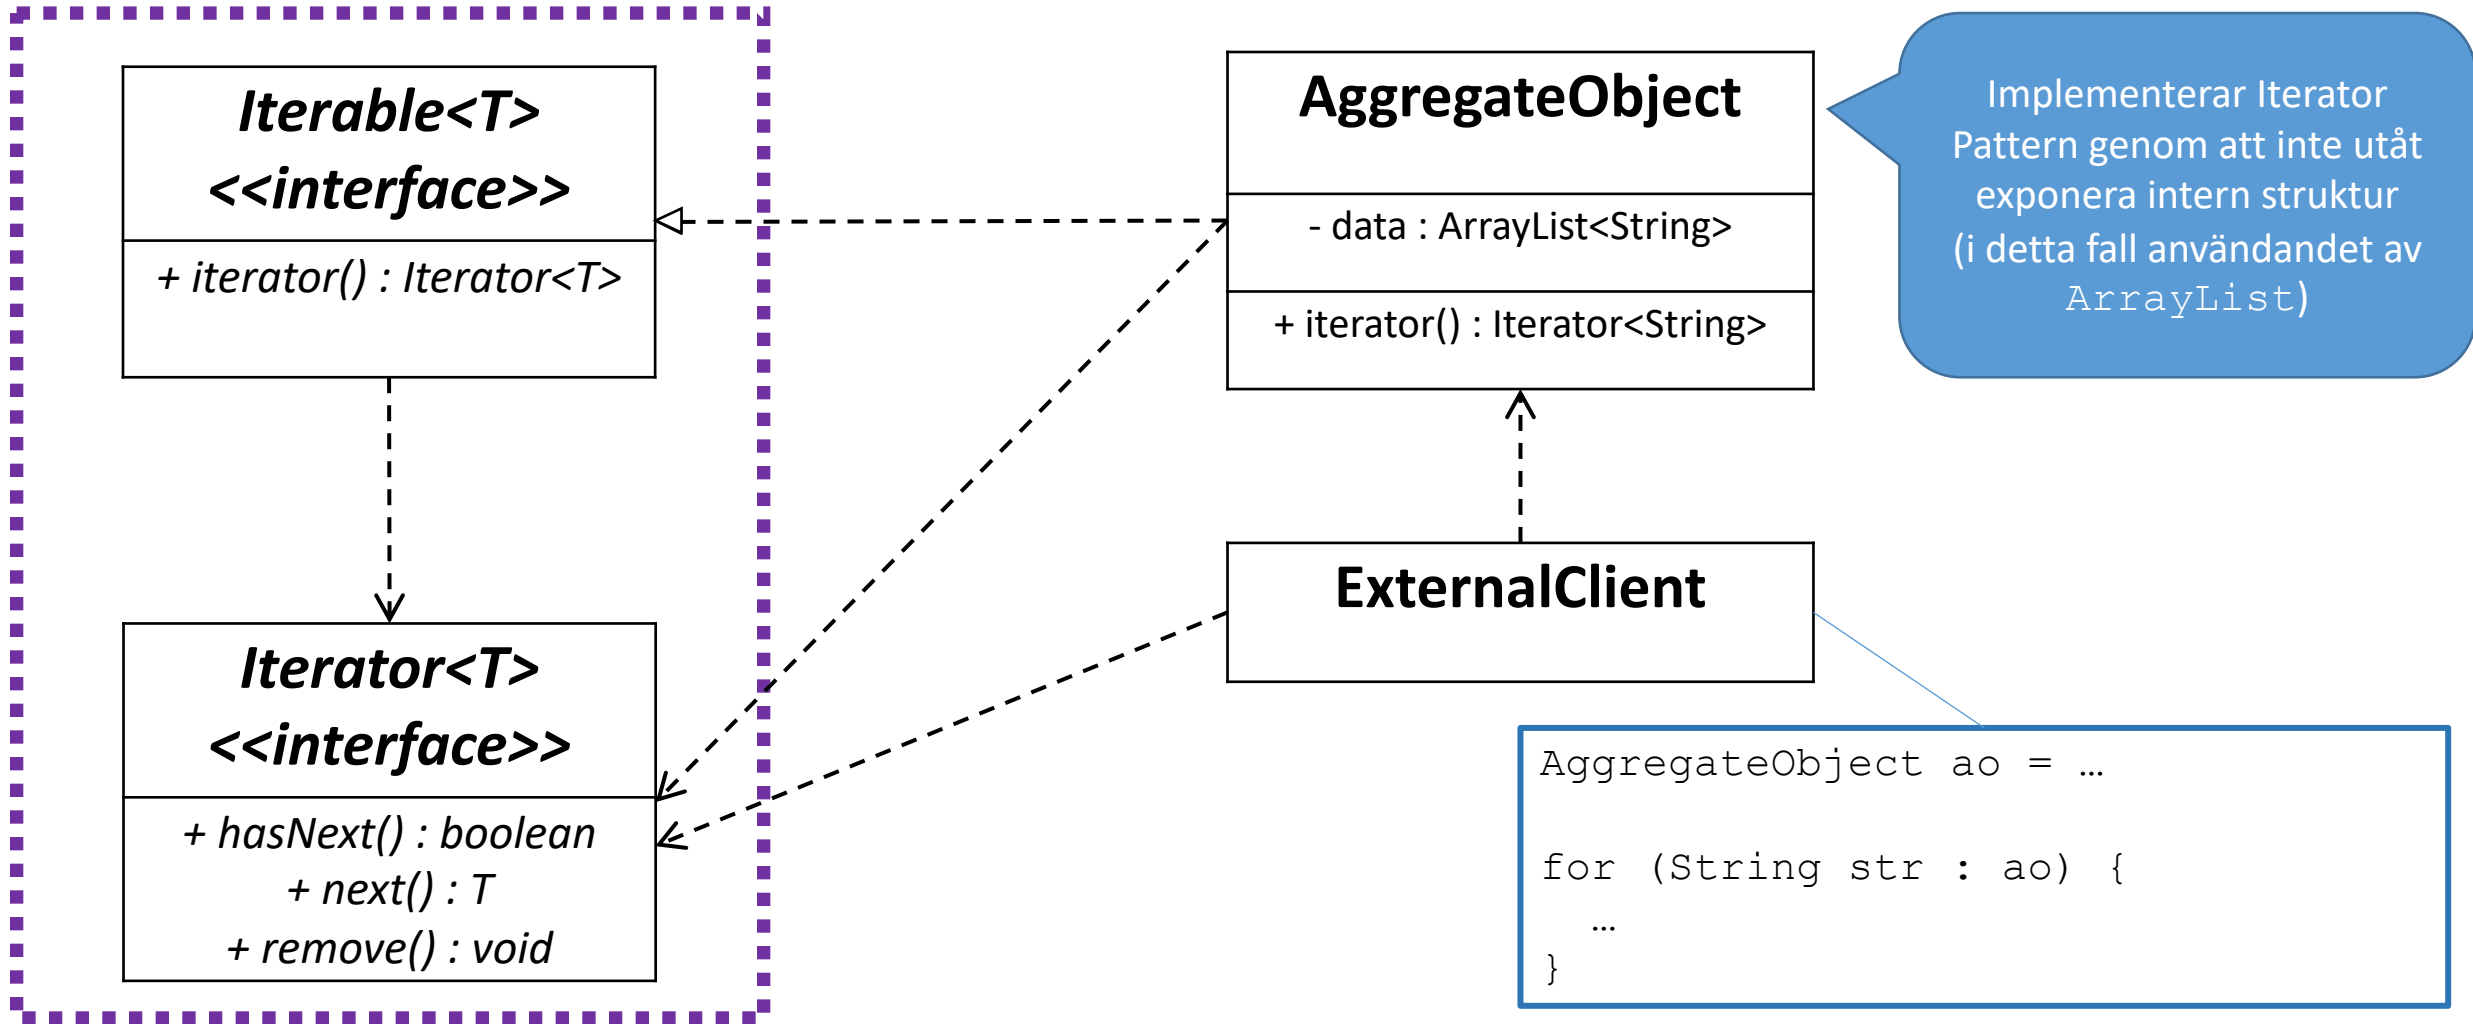 Iterable<T>
<<interface>>
+ iterator() : Iterator<T>
Iterator<T>
<<interface>>
+ hasNext() : boolean
+ next() : T
+ remove() : void
AggregateObject
- data : ArrayList<String>
+ iterator() : Iterator<String>
ExternalClient
Implementerar Iterator
Pattern genom att inte utåt
exponera intern struktur
(i detta fall användandet av
ArrayList)
AggregateObject ao = …
for (String str : ao) {
…
}